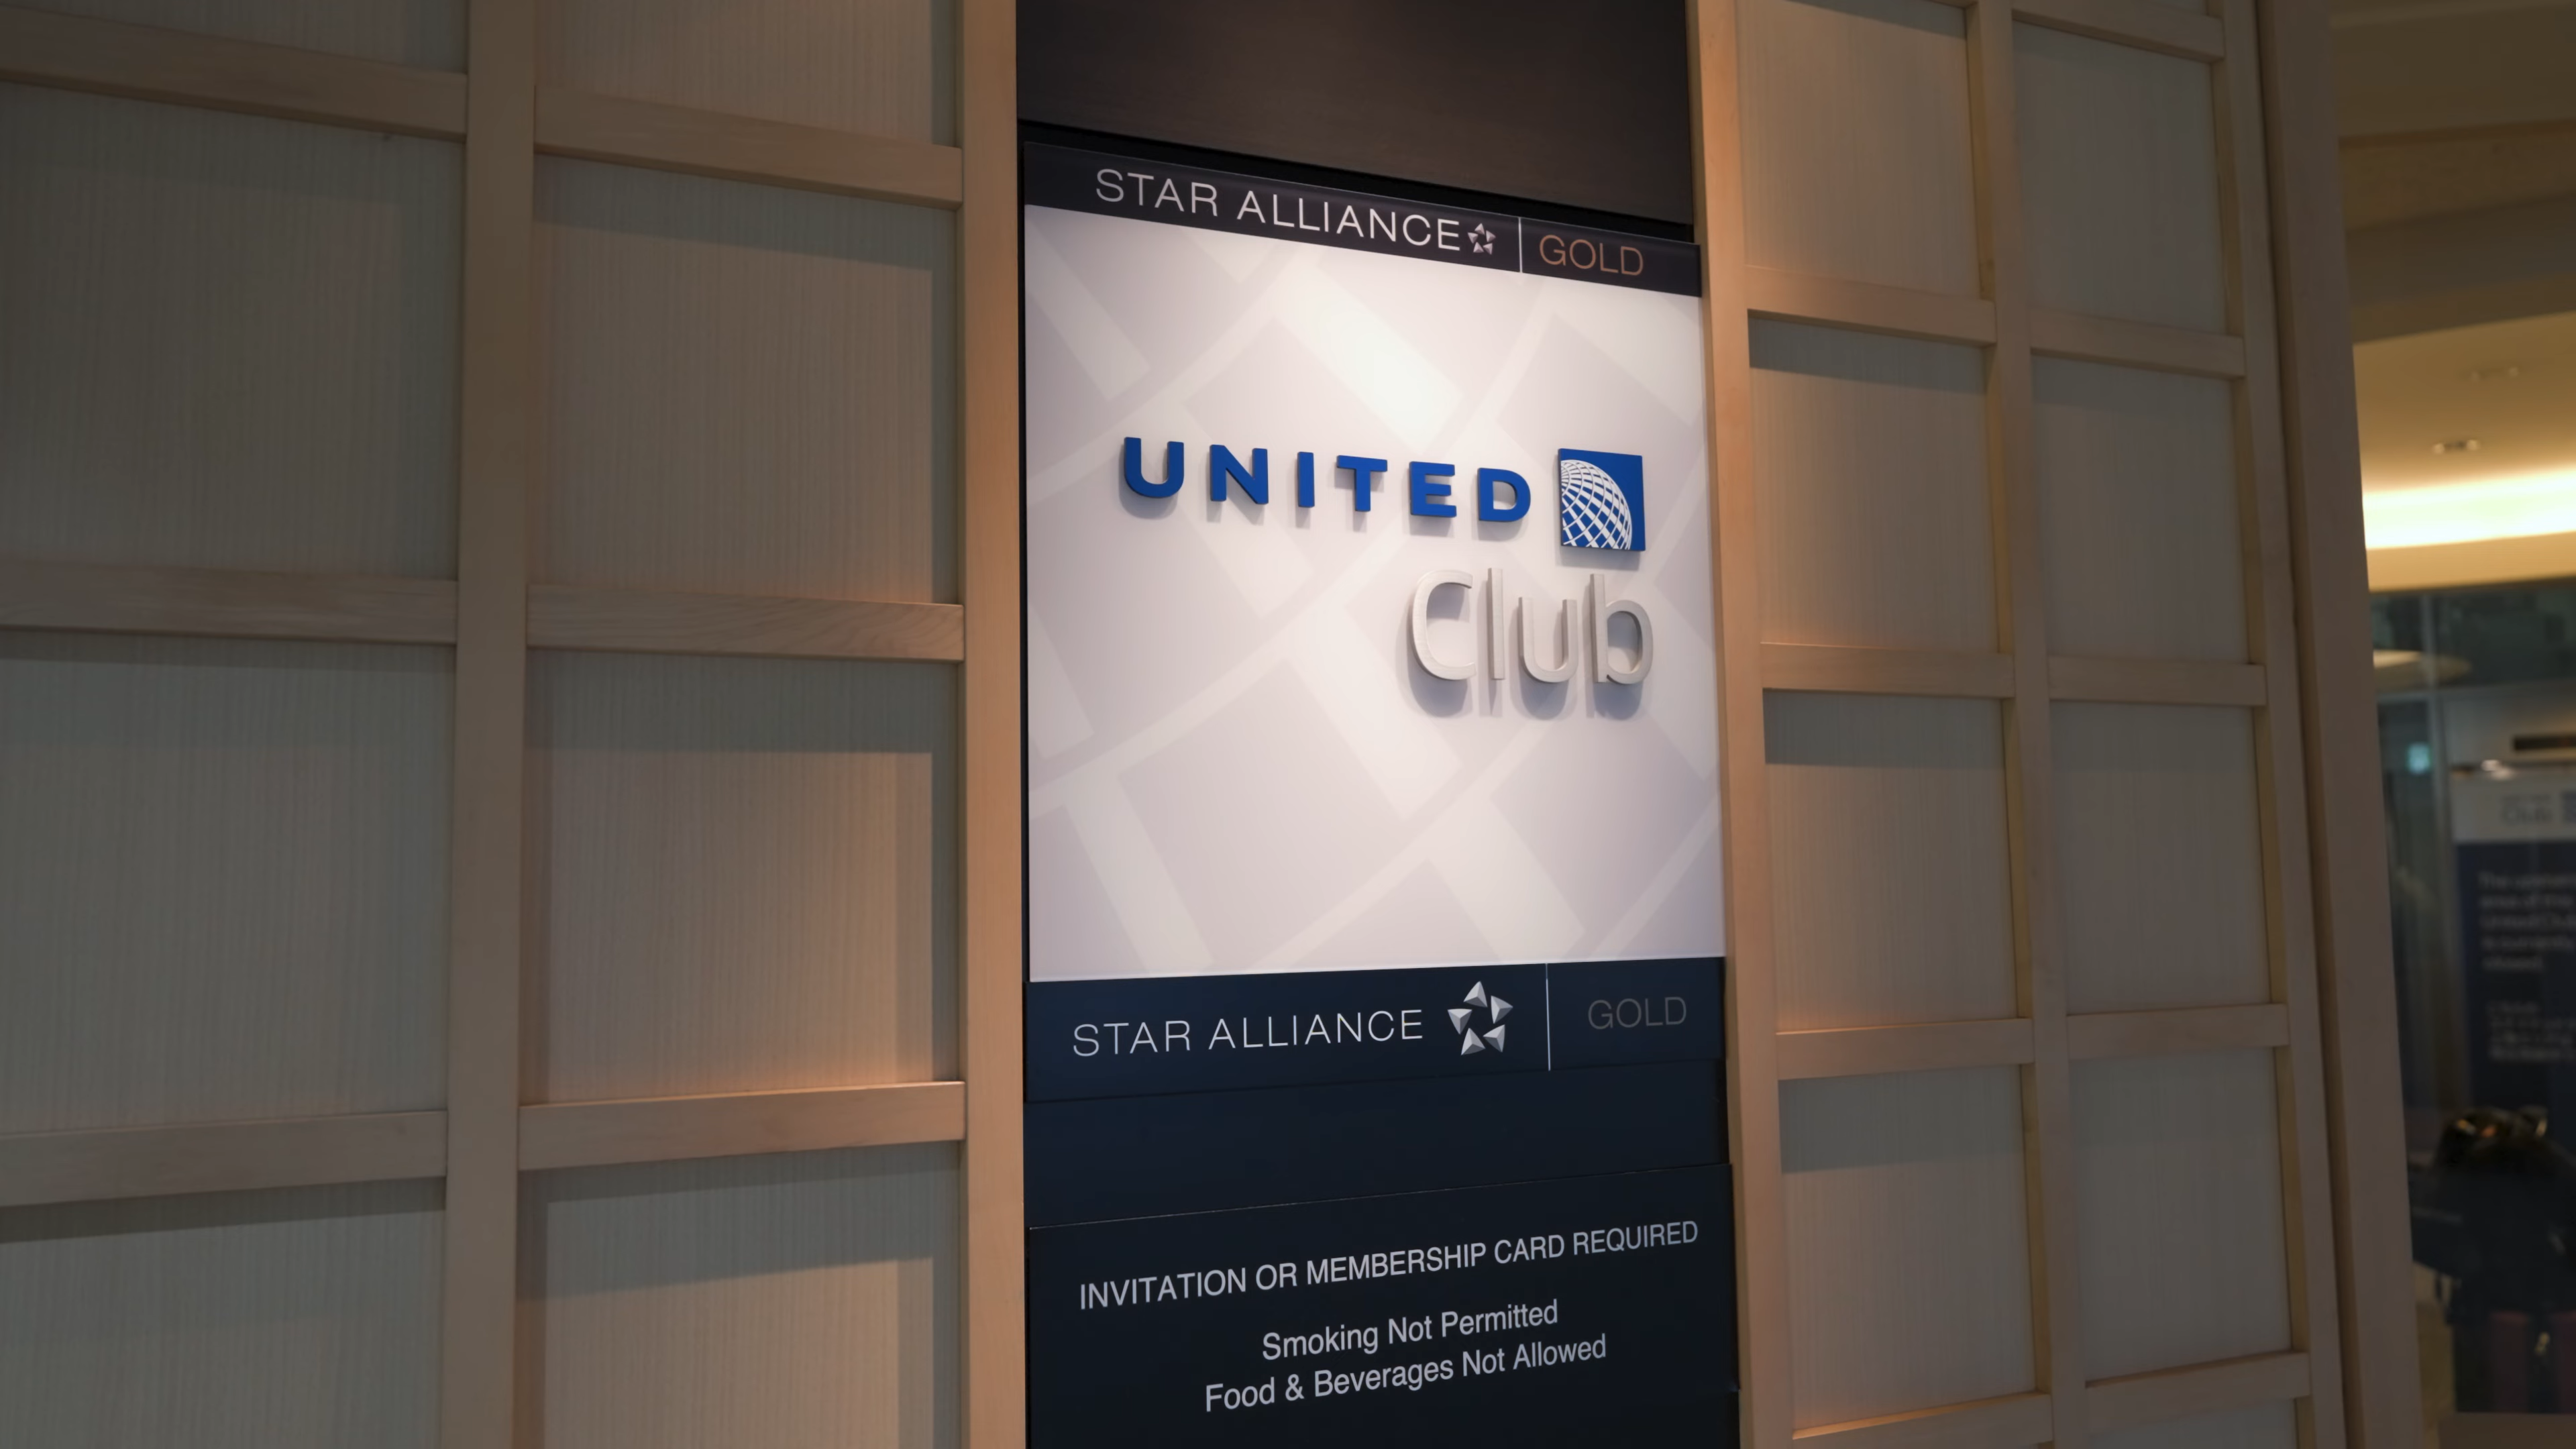 STAR ALLIANCE GOLD
UNITED
Club
STAR ALLIANCE GOLD
INVITATION OR MEMBERSHIP CARD REQUIRED
Smoking Not Permitted
Food & Beverages Not Allowed
Club